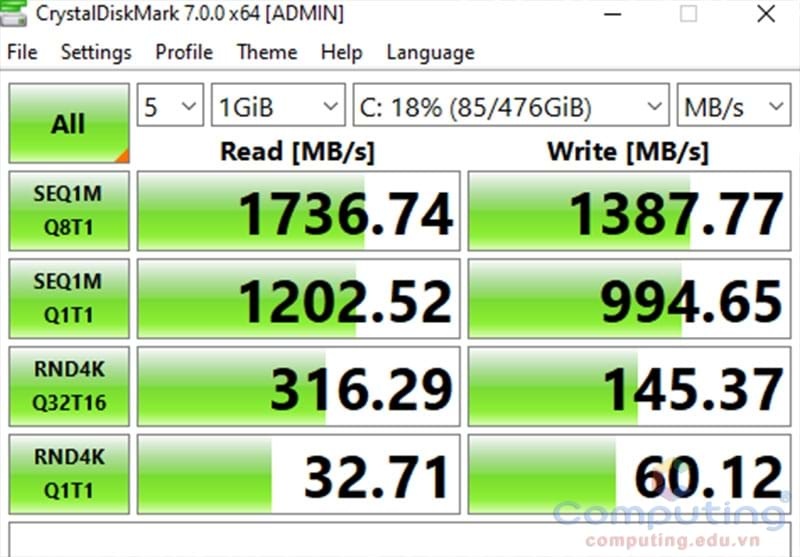 CrystalDiskMark 7.0.0 x64 [ADMIN]
File Settings Profile Theme Help Language
All 5 1GiB C: 18% (85/476GiB) MB/s
Read [MB/s] Write [MB/s]
SEQ1M
Q8T1 1736.74 1387.77
SEQ1M
Q1T1 1202.52 994.65
RND4K
Q32T16 316.29 145.37
RND4K
Q1T1 32.71 60.12
Computing
computing.edu.vn